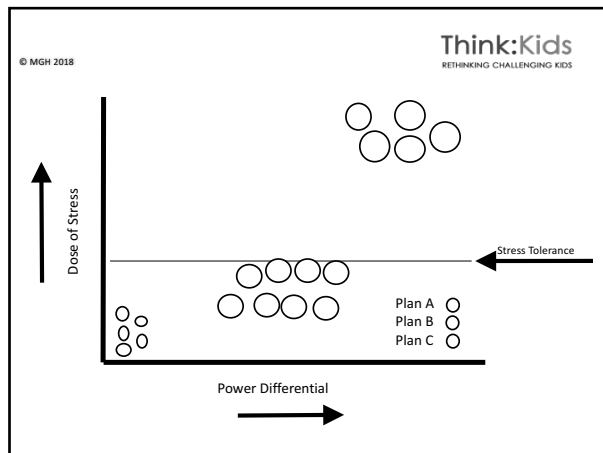 Think:Kids
RETHINKING CHALLENGING KIDS
© MGH 2018
Dose of Stress
Stress Tolerance
Plan A
Plan B
Plan C
Power Differential